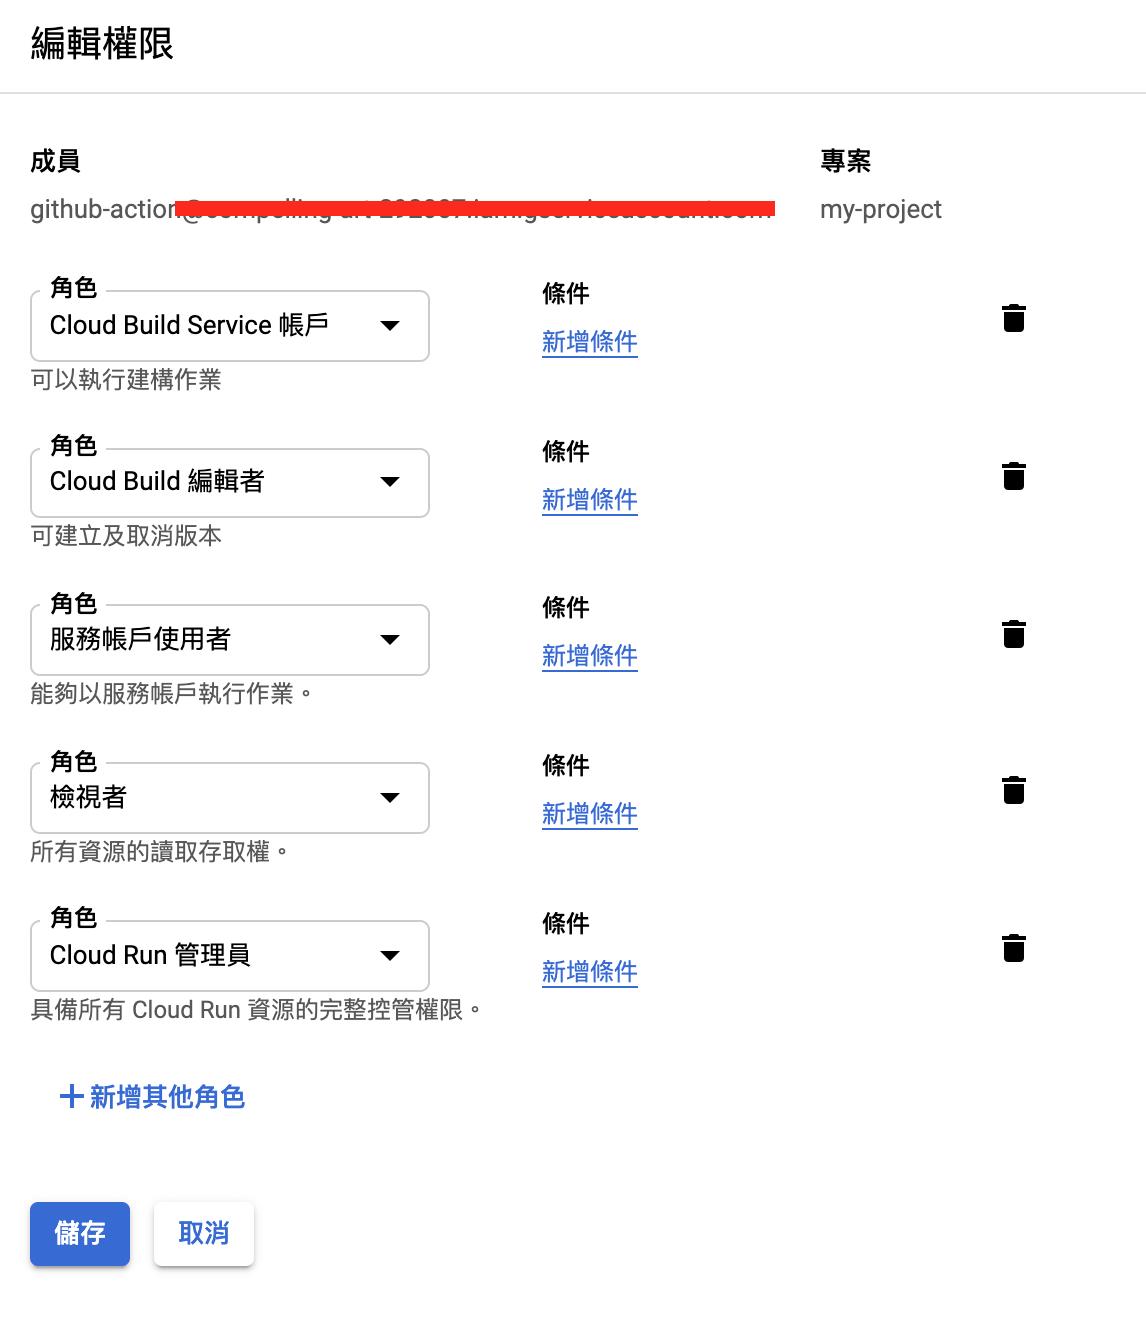 編輯權限
成員
專案
github-action
my-project
角色
Cloud Build Service 帳戶
條件
新增條件
可以執行建構作業
角色
Cloud Build 編輯者
條件
新增條件
可建立及取消版本
角色
服務帳戶使用者
條件
新增條件
能夠以服務帳戶執行作業。
角色
檢視者
條件
新增條件
所有資源的讀取存取權。
角色
Cloud Run 管理員
條件
新增條件
具備所有 Cloud Run 資源的完整控管權限。
新增其他角色
儲存
取消